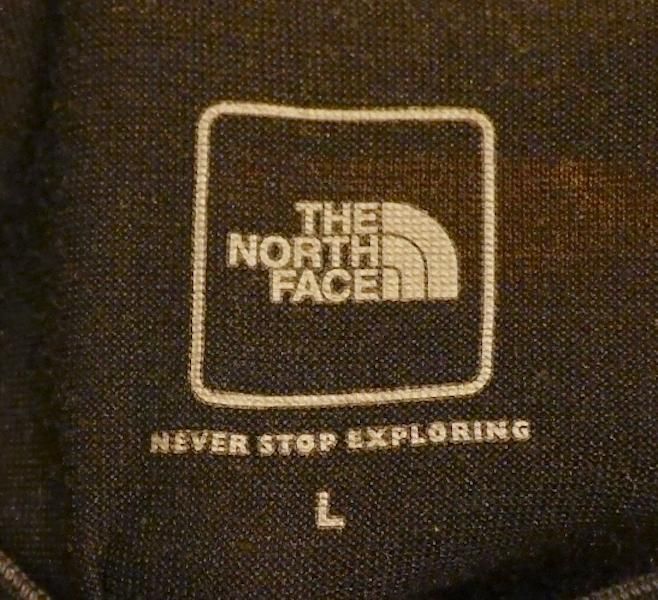 THE
NORTH
FACE
NEVER STOP EXPLORING
L